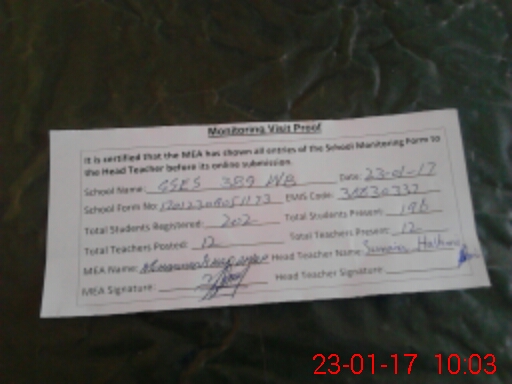 Monitoring Visit Proof
It is certified that the MEA has shown all entries of the School Monitoring Form to
the Head Teacher before its online submission.
School Name: GGES 389 WB Date: 23-01-17
School Form No: EMIS Code:
Total Students Registered: 202 Total Students Present:
Total Teachers Posted: 12 Total Teachers Present: 12
MEA Name: Head Teacher Name:
MEA Signature: Head Teacher Signature:
23-01-17 10:03